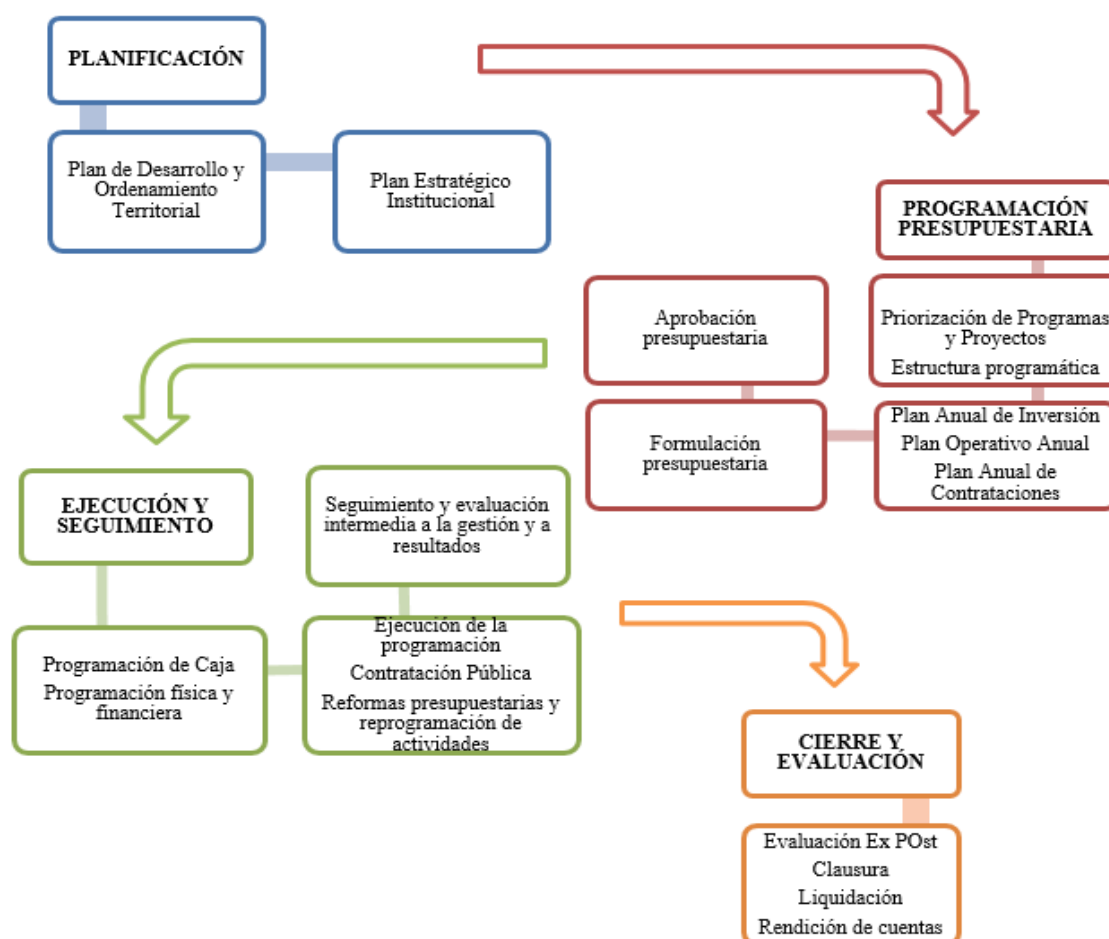 PLANIFICACIÓN
Plan de Desarrollo y
Ordenamiento
Territorial
Plan Estratégico
Institucional
PROGRAMACIÓN
PRESUPUESTARIA
Priorización de Programas
y Proyectos
Estructura programática
Plan Anual de Inversión
Plan Operativo Anual
Plan Anual de
Contrataciones
Formulación
presupuestaria
Aprobación
presupuestaria
EJECUCIÓN Y
SEGUIMIENTO
Programación de Caja
Programación física y
financiera
Ejecución de la
programación
Contratación Pública
Reformas presupuestarias y
reprogramación de
actividades
Seguimiento y evaluación
intermedia a la gestión y a
resultados
CIERRE Y
EVALUACIÓN
Evaluación Ex POst
Clausura
Liquidación
Rendición de cuentas